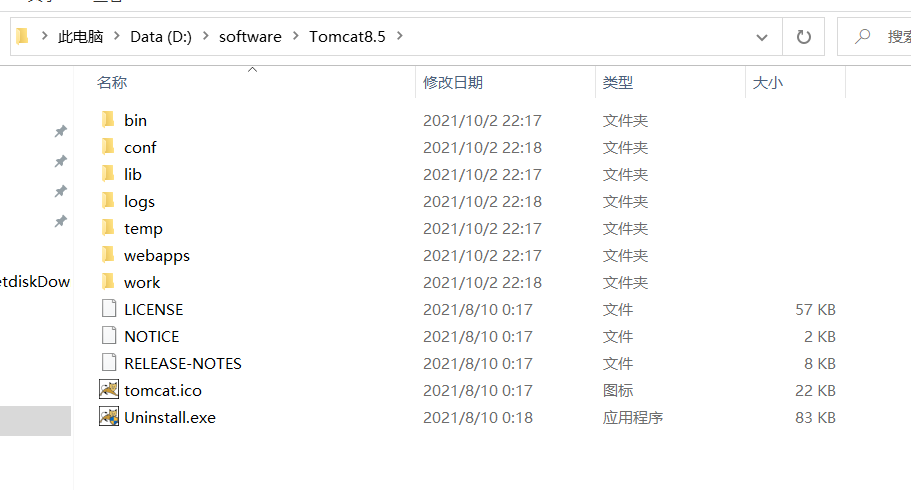 此电脑 > Data (D:) > software > Tomcat8.5 >
搜索
名称 修改日期 类型 大小
bin 2021/10/2 22:17 文件夹
conf 2021/10/2 22:18 文件夹
lib 2021/10/2 22:17 文件夹
logs 2021/10/2 22:18 文件夹
temp 2021/10/2 22:17 文件夹
webapps 2021/10/2 22:17 文件夹
etdiskDow
work 2021/10/2 22:18 文件夹
LICENSE 2021/8/10 0:17 文件 57 KB
NOTICE 2021/8/10 0:17 文件 2 KB
RELEASE-NOTES 2021/8/10 0:17 文件 8 KB
tomcat.ico 2021/8/10 0:17 图标 22 KB
Uninstall.exe 2021/8/10 0:18 应用程序 83 KB